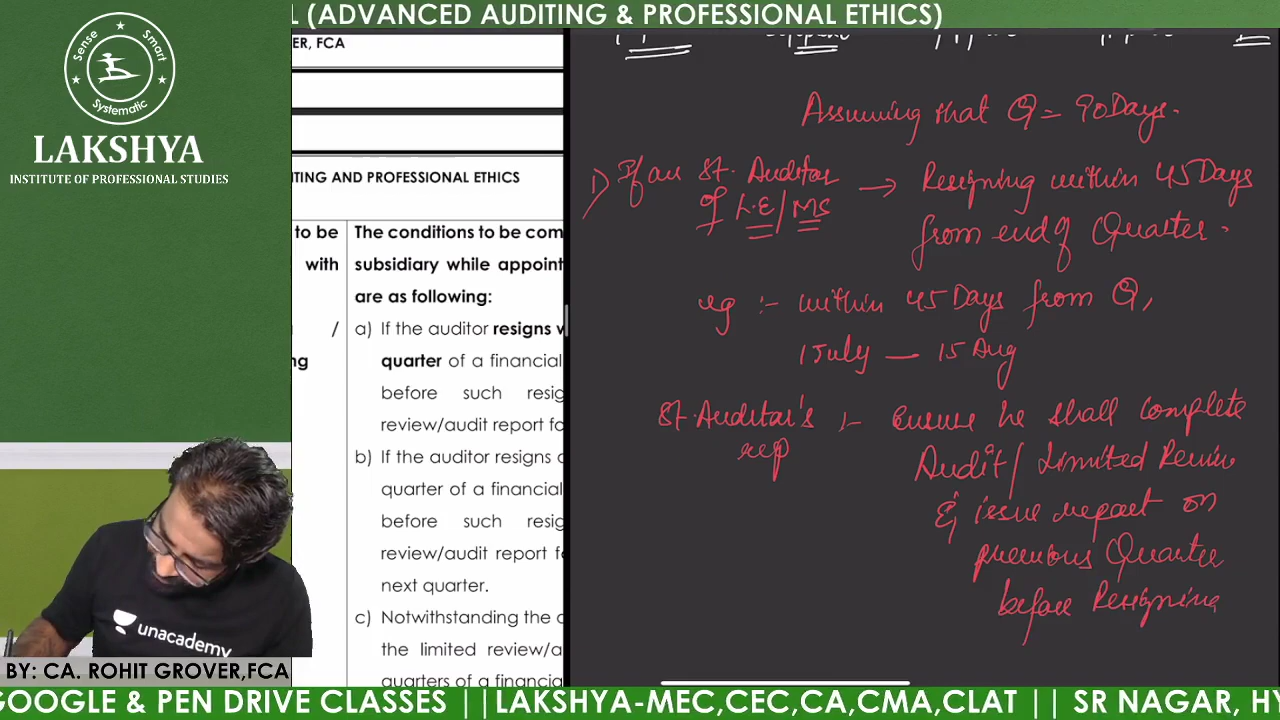 L (ADVANCED AUDITING & PROFESSIONAL ETHICS)
Sense
Smart
Systematic
LAKSHYA
INSTITUTE OF PROFESSIONAL STUDIES
ER, FCA
TING AND PROFESSIONAL ETHICS
to be
with
/
ng
The conditions to be com
subsidiary while appoint
are as following:
a) If the auditor resigns w
quarter of a financial
before such resig
review/audit report fo
b) If the auditor resigns a
quarter of a financial
before such resig
review/audit report fo
next quarter.
c) Notwithstanding the c
the limited review/a
quarters of a financia
Assuming that Q = 90 Days.
1) If an St. Auditor → Resigning within 45 Days
of L.E / MS from end of Quarter.
eg :- within 45 Days from Q,
1 July — 15 Aug
St. Auditor's :- Ensure he shall complete
rep Audit / Limited Review
& issue report on
previous Quarter
before Resigning
unacademy
BY: CA. ROHIT GROVER,FCA
GOOGLE & PEN DRIVE CLASSES ||LAKSHYA-MEC,CEC,CA,CMA,CLAT || SR NAGAR, HY